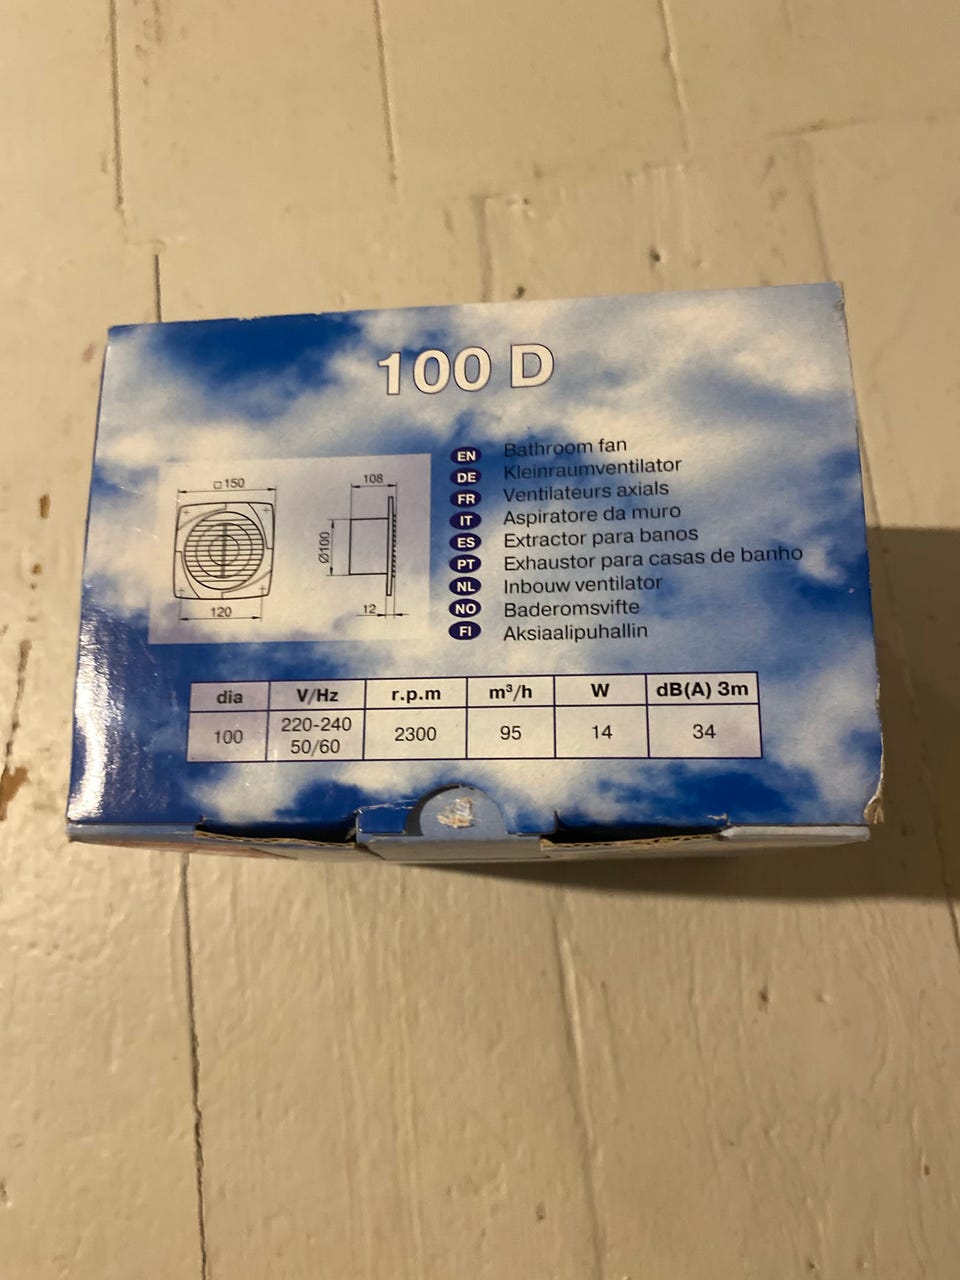 100 D
□ 150
120
108
Ø100
12
EN Bathroom fan
DE Kleinraumventilator
FR Ventilateurs axials
IT Aspiratore da muro
ES Extractor para banos
PT Exhaustor para casas de banho
NL Inbouw ventilator
NO Baderomsvifte
FI Aksiaalipuhallin
dia V/Hz r.p.m m³/h W dB(A) 3m
100 220-240 50/60 2300 95 14 34